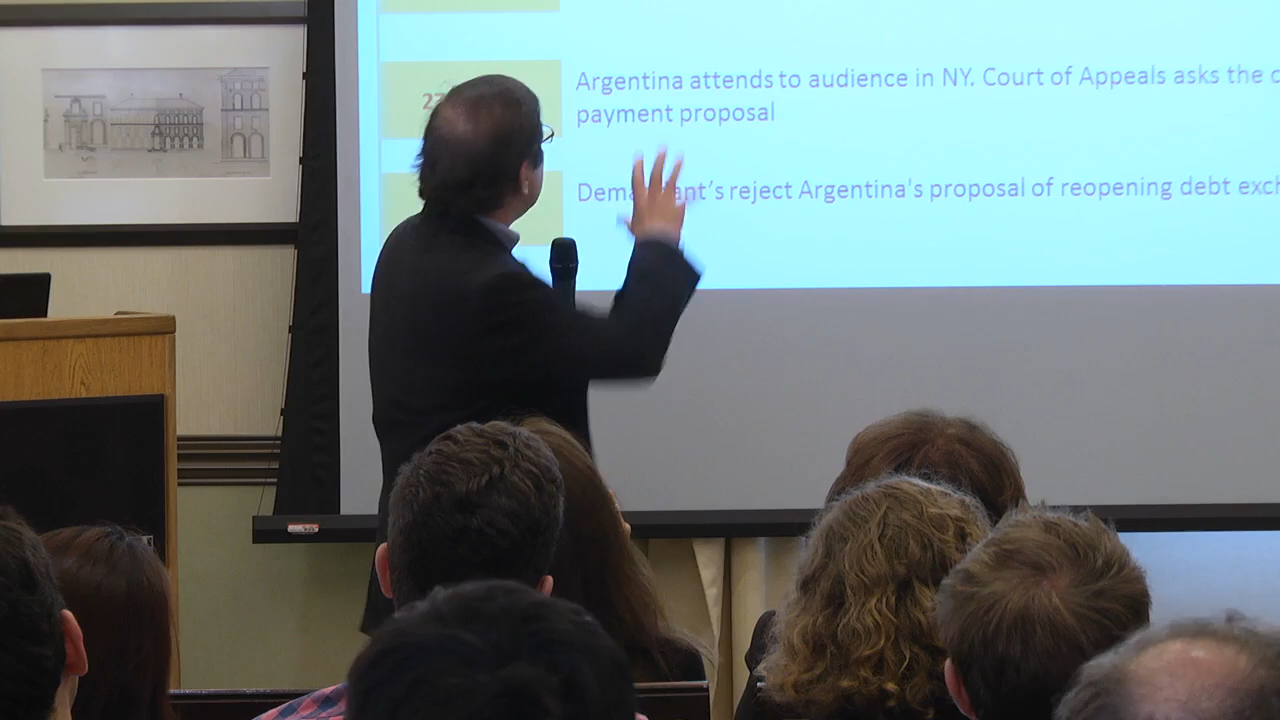 Argentina attends to audience in NY. Court of Appeals asks the
payment proposal
reject Argentina's proposal of reopening debt